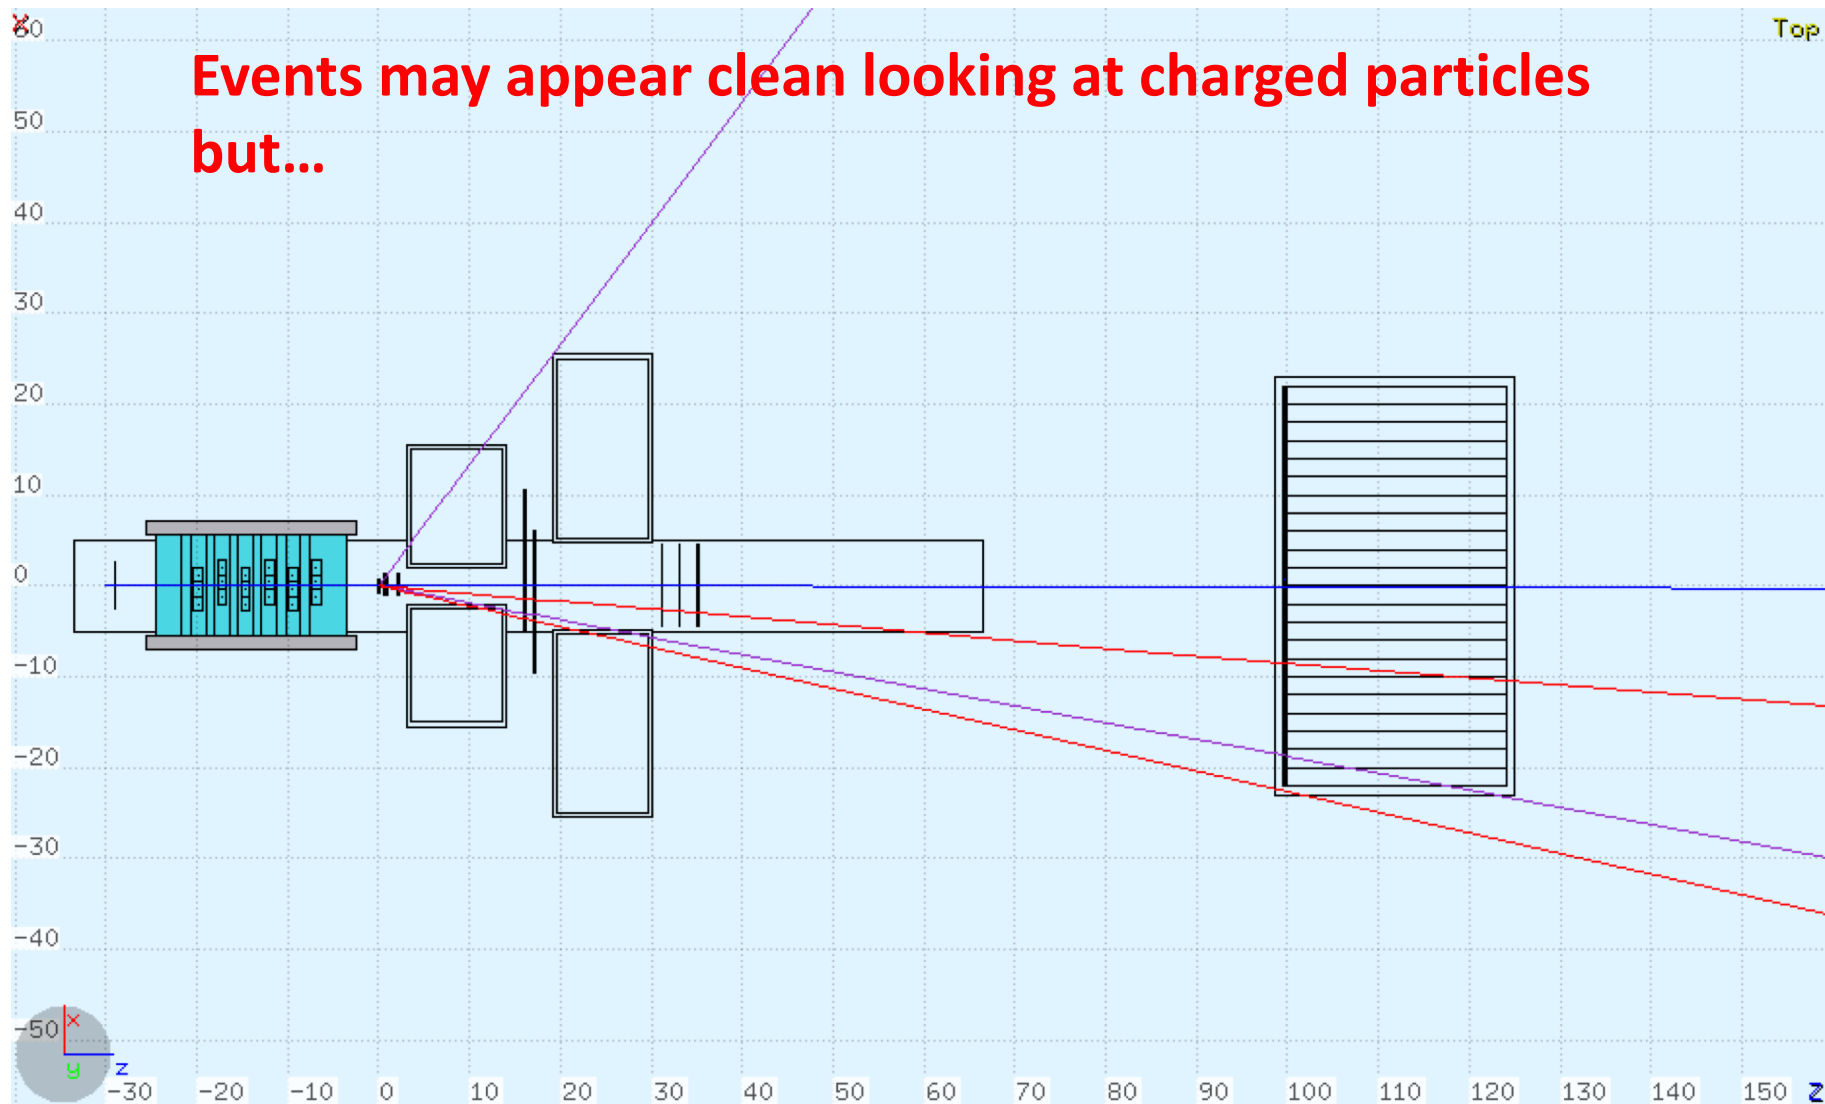 X
60
Top
Events may appear clean looking at charged particles
but…
50
40
30
20
10
0
-10
-20
-30
-40
-50
x
y
z
-30 -20 -10 0 10 20 30 40 50 60 70 80 90 100 110 120 130 140 150 Z